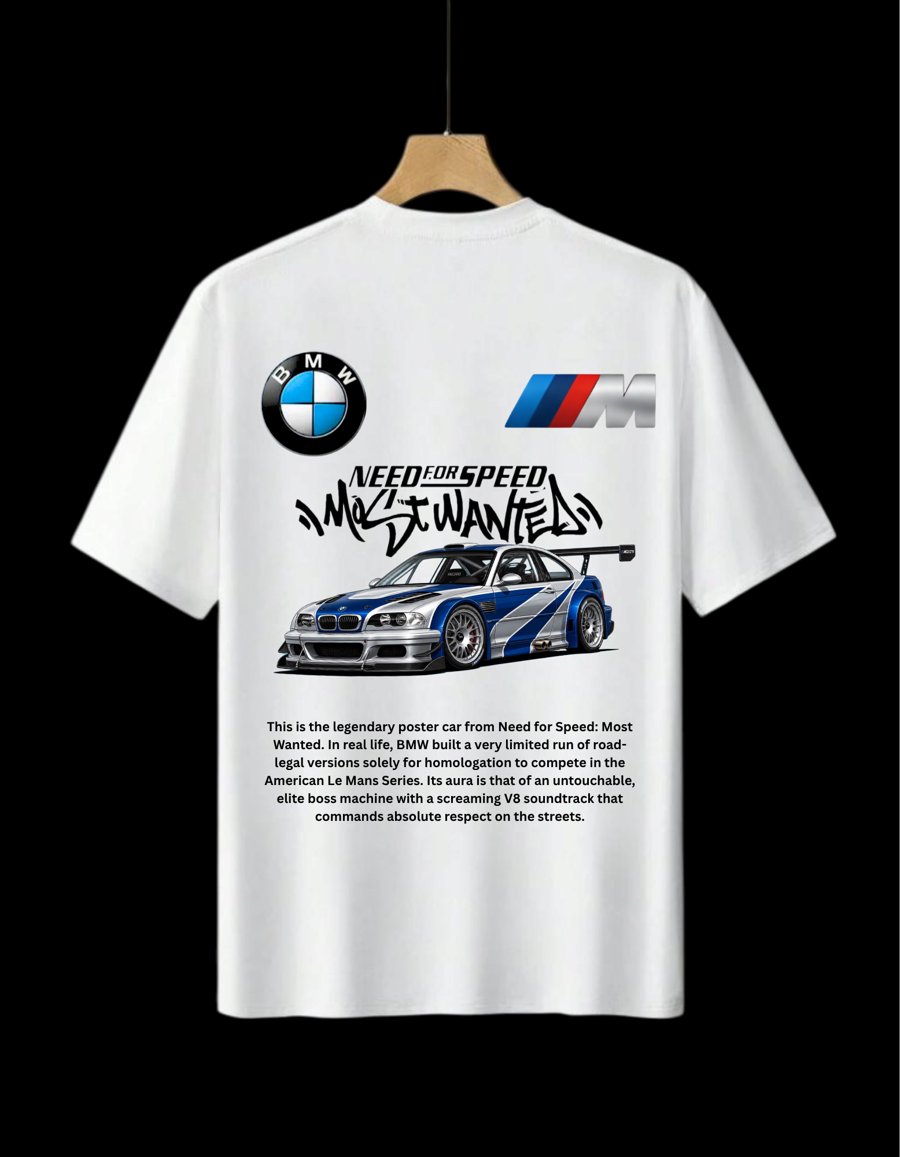 BMW
M
NEED FOR SPEED
MOST WANTED
This is the legendary poster car from Need for Speed: Most
Wanted. In real life, BMW built a very limited run of road-
legal versions solely for homologation to compete in the
American Le Mans Series. Its aura is that of an untouchable,
elite boss machine with a screaming V8 soundtrack that
commands absolute respect on the streets.